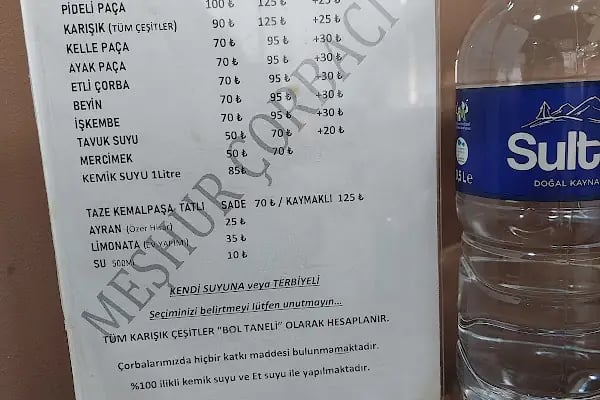 PİDELİ PAÇA 100 ₺ 125 ₺ +25 ₺
KARIŞIK (TÜM ÇEŞİTLER) 90 ₺ 125 ₺ +25 ₺
KELLE PAÇA 70 ₺ 95 ₺ +30 ₺
AYAK PAÇA 70 ₺ 95 ₺ +30 ₺
ETLİ ÇORBA 70 ₺ 95 ₺ +30 ₺
BEYİN 70 ₺ 95 ₺ +30 ₺
İŞKEMBE 70 ₺ 95 ₺ +30 ₺
TAVUK SUYU 50 ₺ 70 ₺ +20 ₺
MERCİMEK 50 ₺ 70 ₺
KEMİK SUYU 1Litre 85₺
TAZE KEMALPAŞA. TATLI SADE 70 ₺ / KAYMAKLI 125 ₺
AYRAN (Özer Hisar) 25 ₺
LİMONATA (EV YAPIMI) 35 ₺
SU 500Ml 10 ₺
KENDİ SUYUNA veya TERBİYELİ
Seçiminizi belirtmeyi lütfen unutmayın...
TÜM KARIŞIK ÇEŞİTLER "BOL TANELİ" OLARAK HESAPLANIR.
Çorbalarımızda hiçbir katkı maddesi bulunmamaktadır.
%100 ilikli kemik suyu ve Et suyu ile yapılmaktadır.
MEŞHUR ÇORBACI
Sult
DOĞAL KAYNA
5 Le